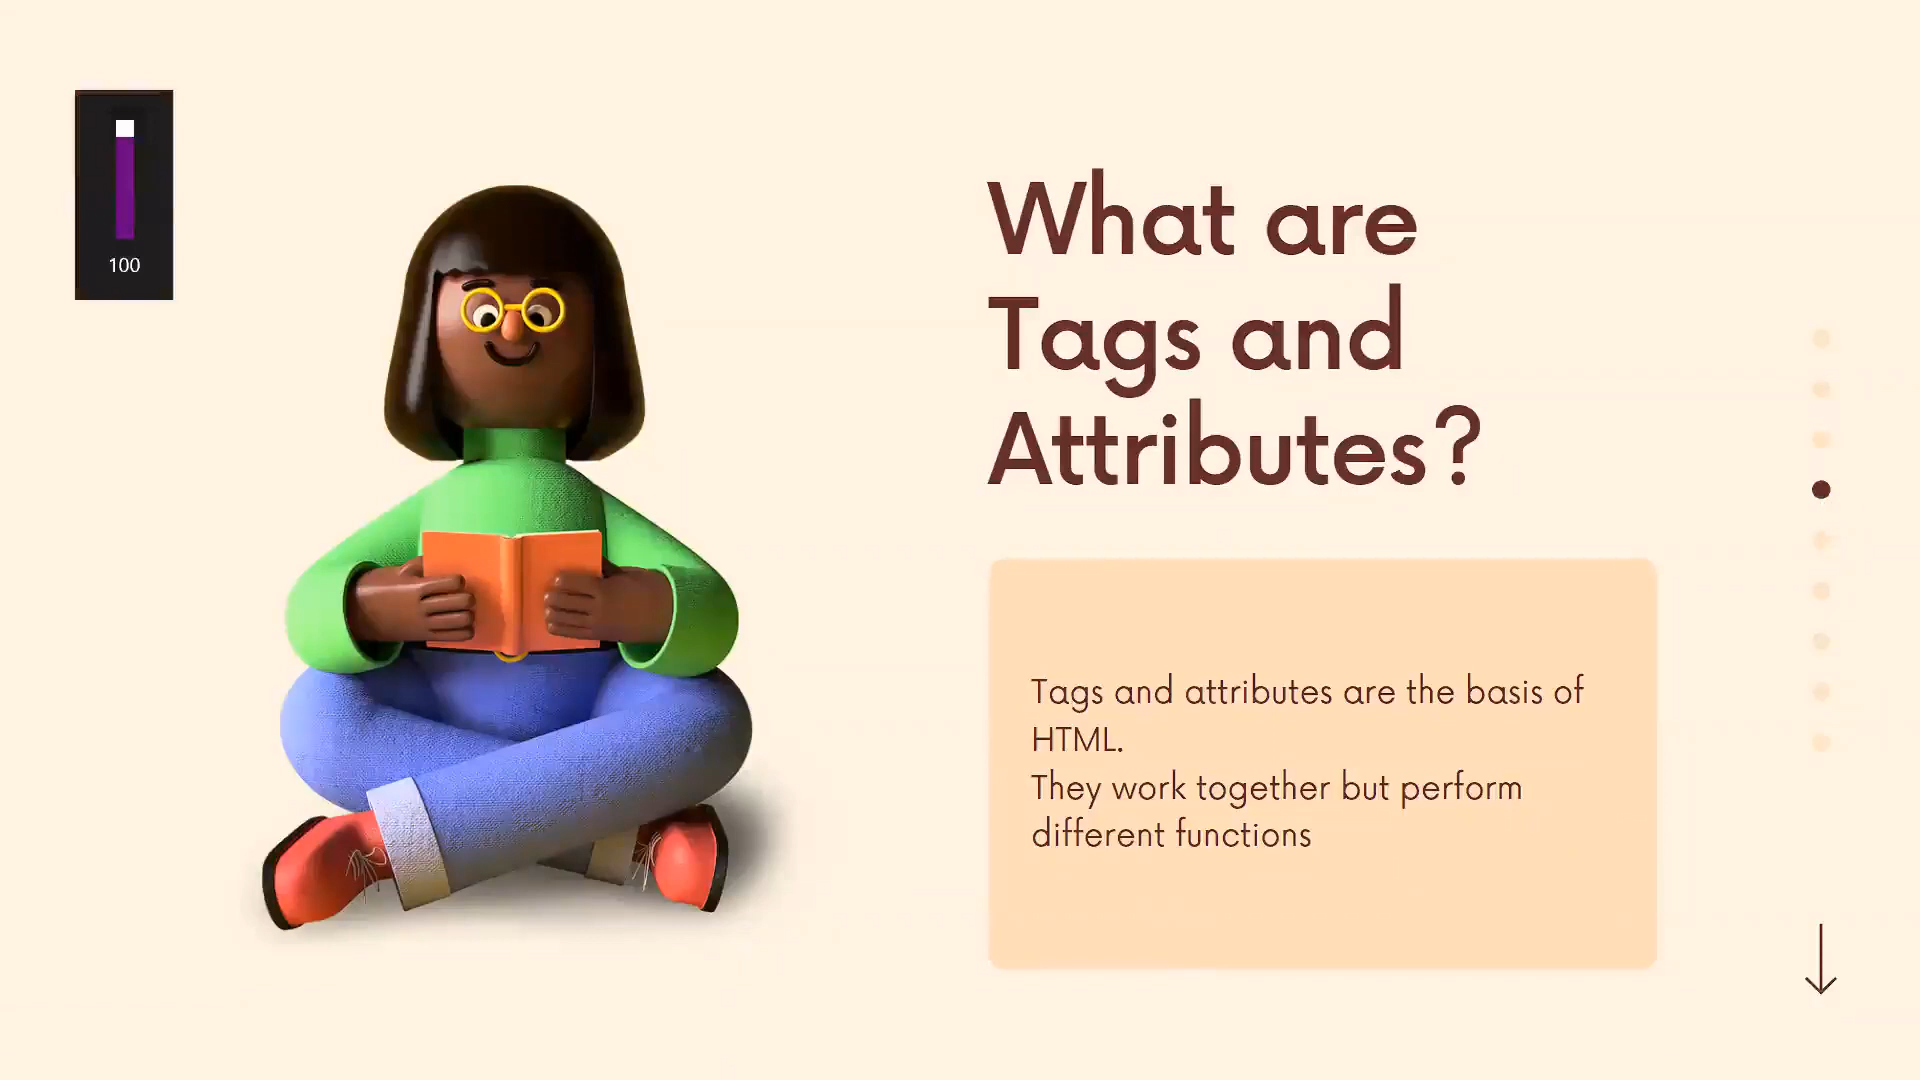 100
What are
Tags and
Attributes?
Tags and attributes are the basis of
HTML.
They work together but perform
different functions